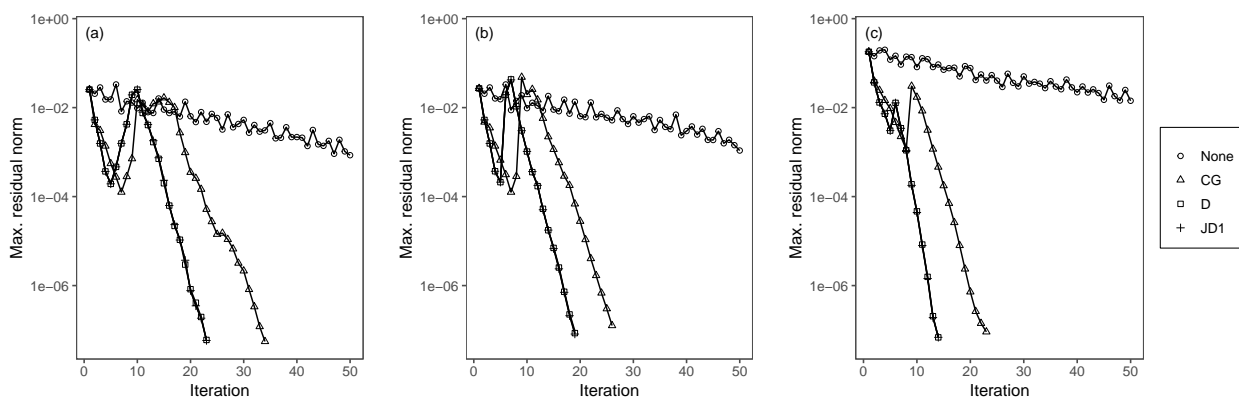 (a)
Max. residual norm
1e+00
1e−02
1e−04
1e−06
0
10
20
30
40
50
Iteration
(b)
Max. residual norm
1e+00
1e−02
1e−04
1e−06
0
10
20
30
40
50
Iteration
(c)
Max. residual norm
1e+00
1e−02
1e−04
1e−06
0
10
20
30
40
50
Iteration
None
CG
D
JD1